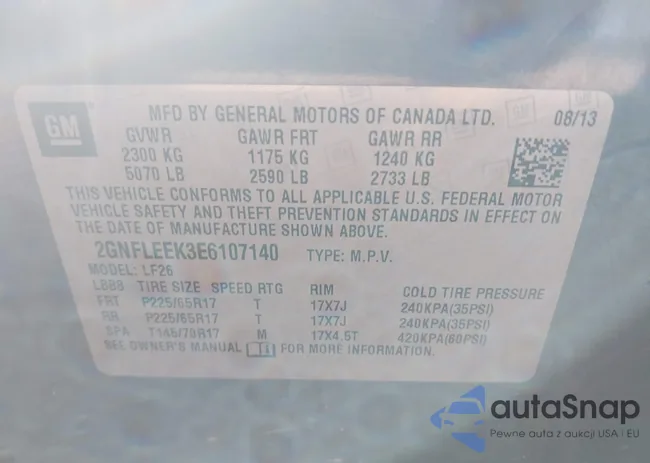 GM
MFD BY GENERAL MOTORS OF CANADA LTD. 08/13
GVWR GAWR FRT GAWR RR
2300 KG 1175 KG 1240 KG
5070 LB 2590 LB 2733 LB
THIS VEHICLE CONFORMS TO ALL APPLICABLE U.S. FEDERAL MOTOR
VEHICLE SAFETY AND THEFT PREVENTION STANDARDS IN EFFECT ON
THE DATE OF MANUFACTURE SHOWN ABOVE.
2GNFLEEK3E6107140 TYPE: M.P.V.
MODEL: LF26
LBBB TIRE SIZE SPEED RTG RIM COLD TIRE PRESSURE
FRT P225/65R17 T 17X7J 240KPA(35PSI)
RR P225/65R17 T 17X7J 240KPA(35PSI)
SPA T145/70R17 M 17X4.5T 420KPA(60PSI)
SEE OWNER'S MANUAL FOR MORE INFORMATION.
autaSnap
Pewne auta z aukcji USA i EU